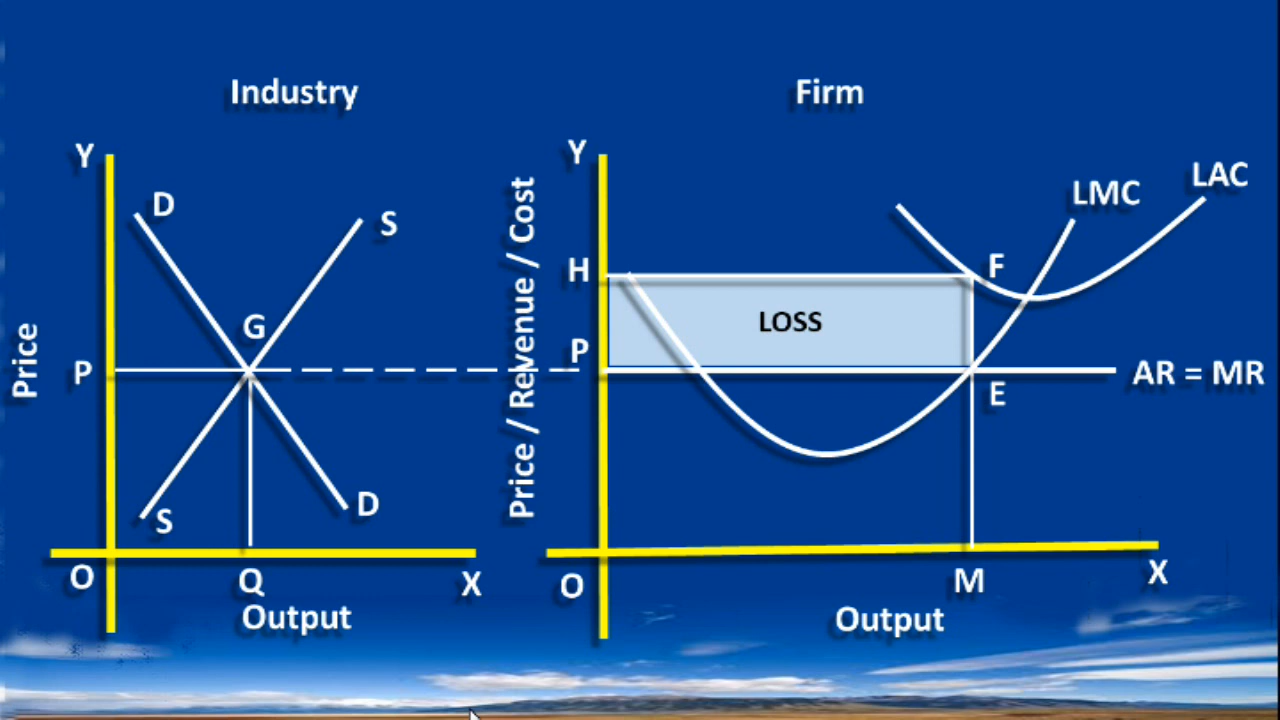 Industry
Firm
Y
D
S
G
Price
P
S
D
O
Q
X
Output
Y
Price / Revenue / Cost
H
P
LOSS
F
LMC
LAC
AR = MR
E
O
M
X
Output